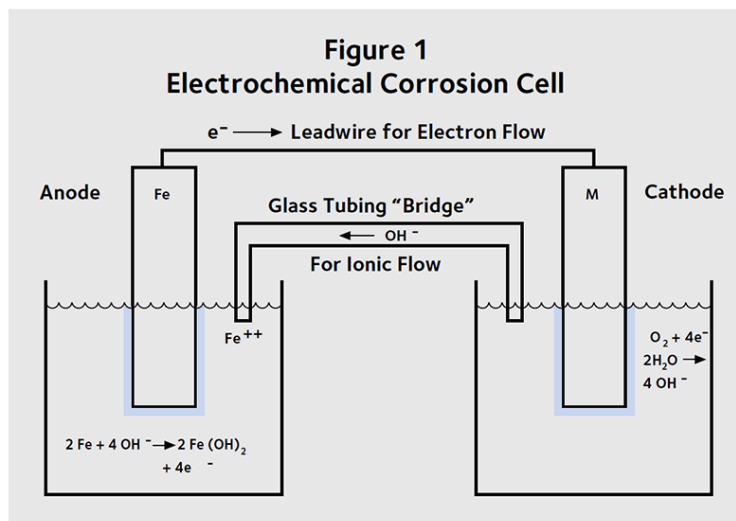 Figure 1
Electrochemical Corrosion Cell
e⁻ ⟶ Leadwire for Electron Flow
Anode
Fe
Glass Tubing “Bridge”
⟵ OH ⁻
For Ionic Flow
M
Cathode
Fe ⁺⁺
O₂ + 4e⁻
2H₂O ⟶
4 OH ⁻
2 Fe + 4 OH ⁻⟶ 2 Fe (OH)₂
+ 4e ⁻